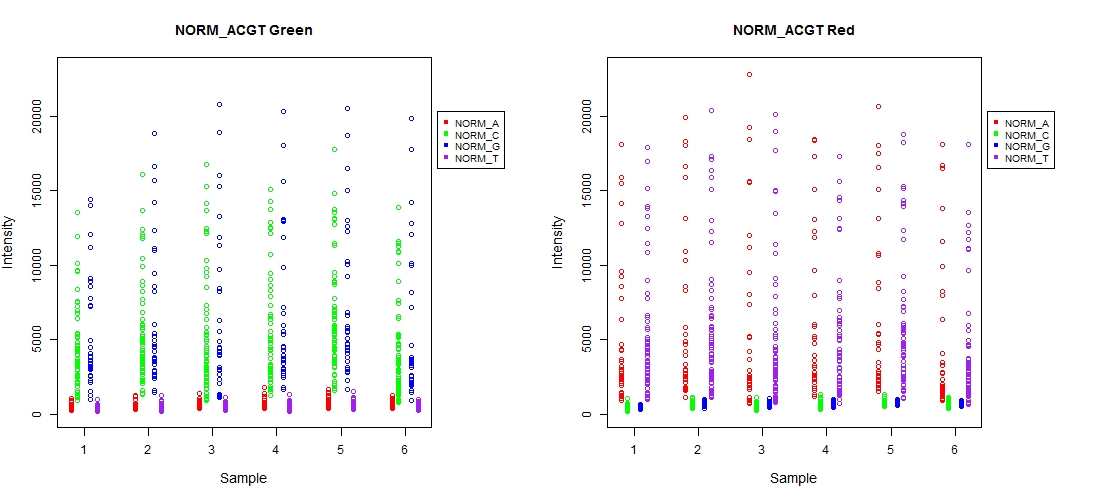 NORM_ACGT Green
Intensity
20000
15000
10000
5000
0
1 2 3 4 5 6
Sample
NORM_A
NORM_C
NORM_G
NORM_T
NORM_ACGT Red
Intensity
20000
15000
10000
5000
0
1 2 3 4 5 6
Sample
NORM_A
NORM_C
NORM_G
NORM_T